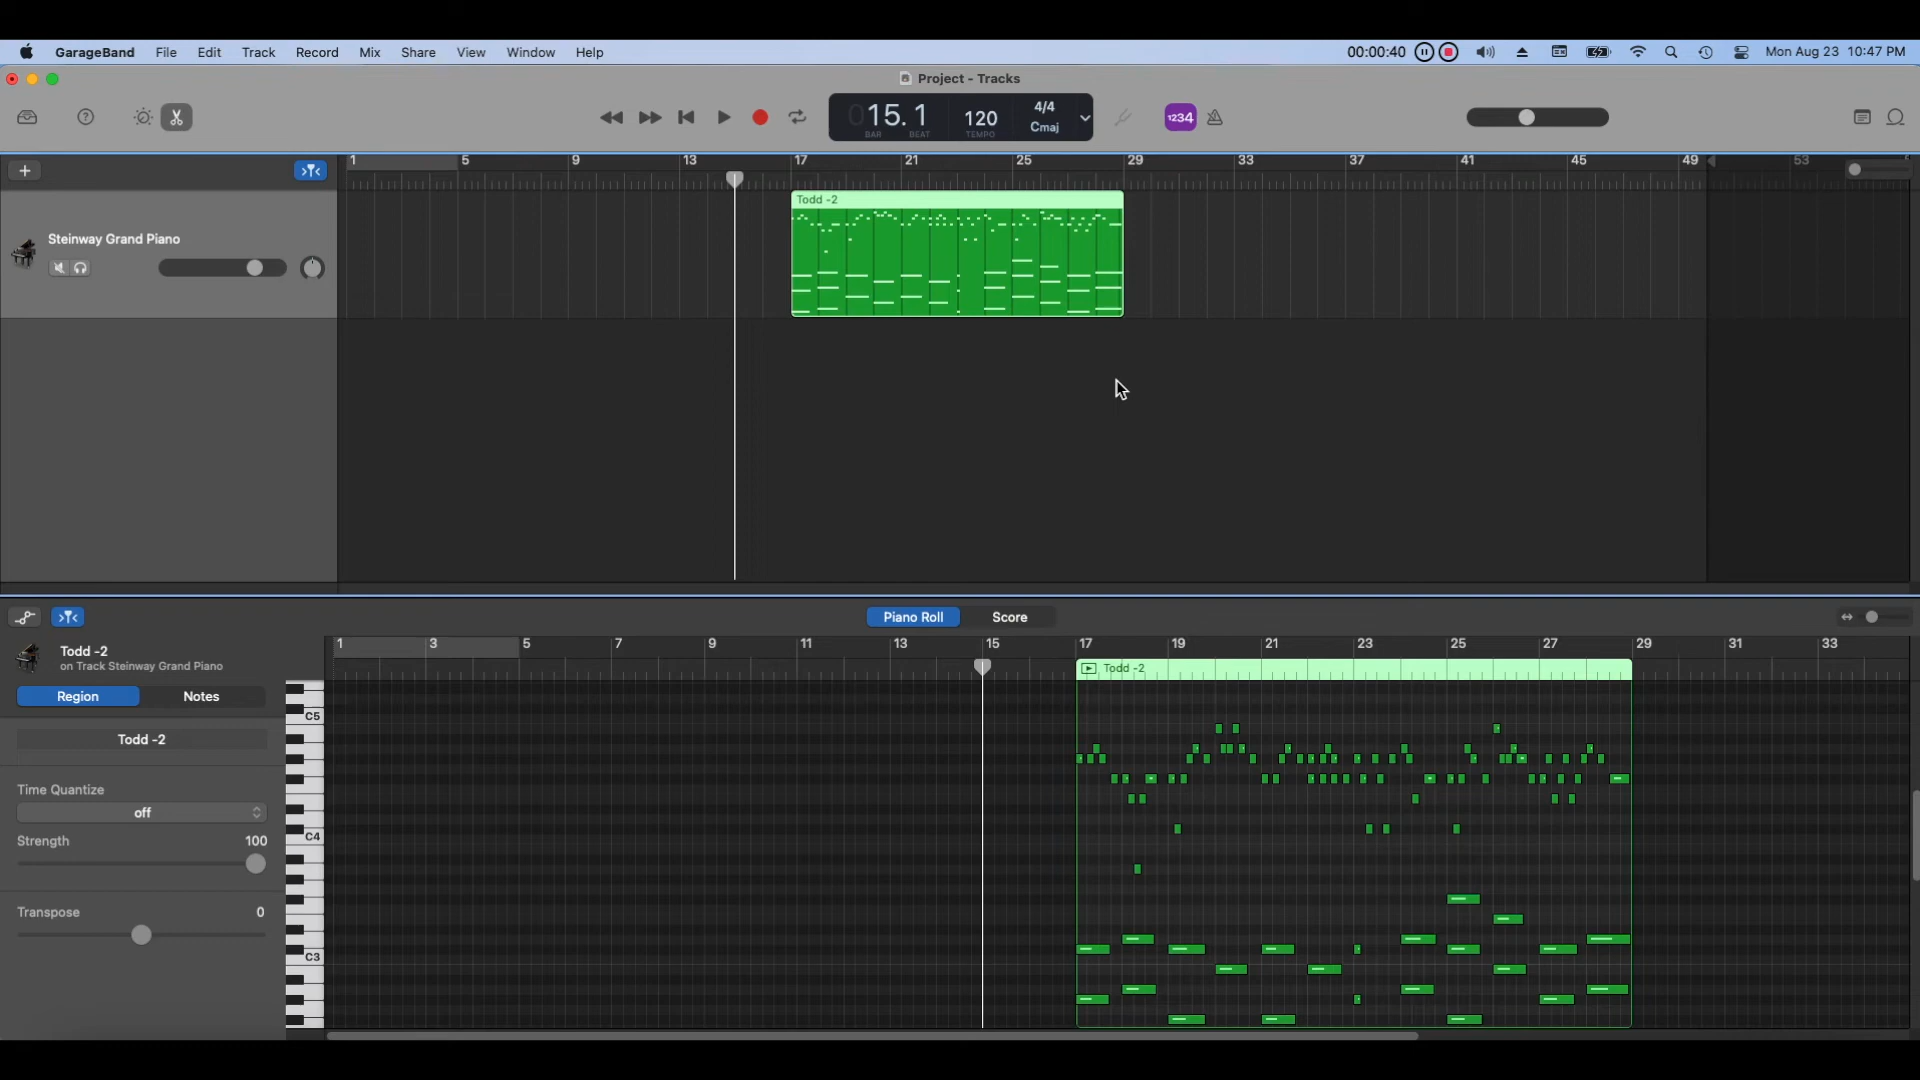 GarageBand File Edit Track Record Mix Share View Window Help 00:00:40 Mon Aug 23 10:47 PM
Project - Tracks
015. 1 120 4/4 Cmaj 1234
BAR BEAT TEMPO
1 5 9 13 17 21 25 29 33 37 41 45 49 53
Todd -2
Steinway Grand Piano
Piano Roll Score
Todd -2
on Track Steinway Grand Piano
1 3 5 7 9 11 13 15 17 19 21 23 25 27 29 31 33
Todd -2
Region Notes
C5
Todd -2
Time Quantize
off
C4
Strength 100
Transpose 0
C3